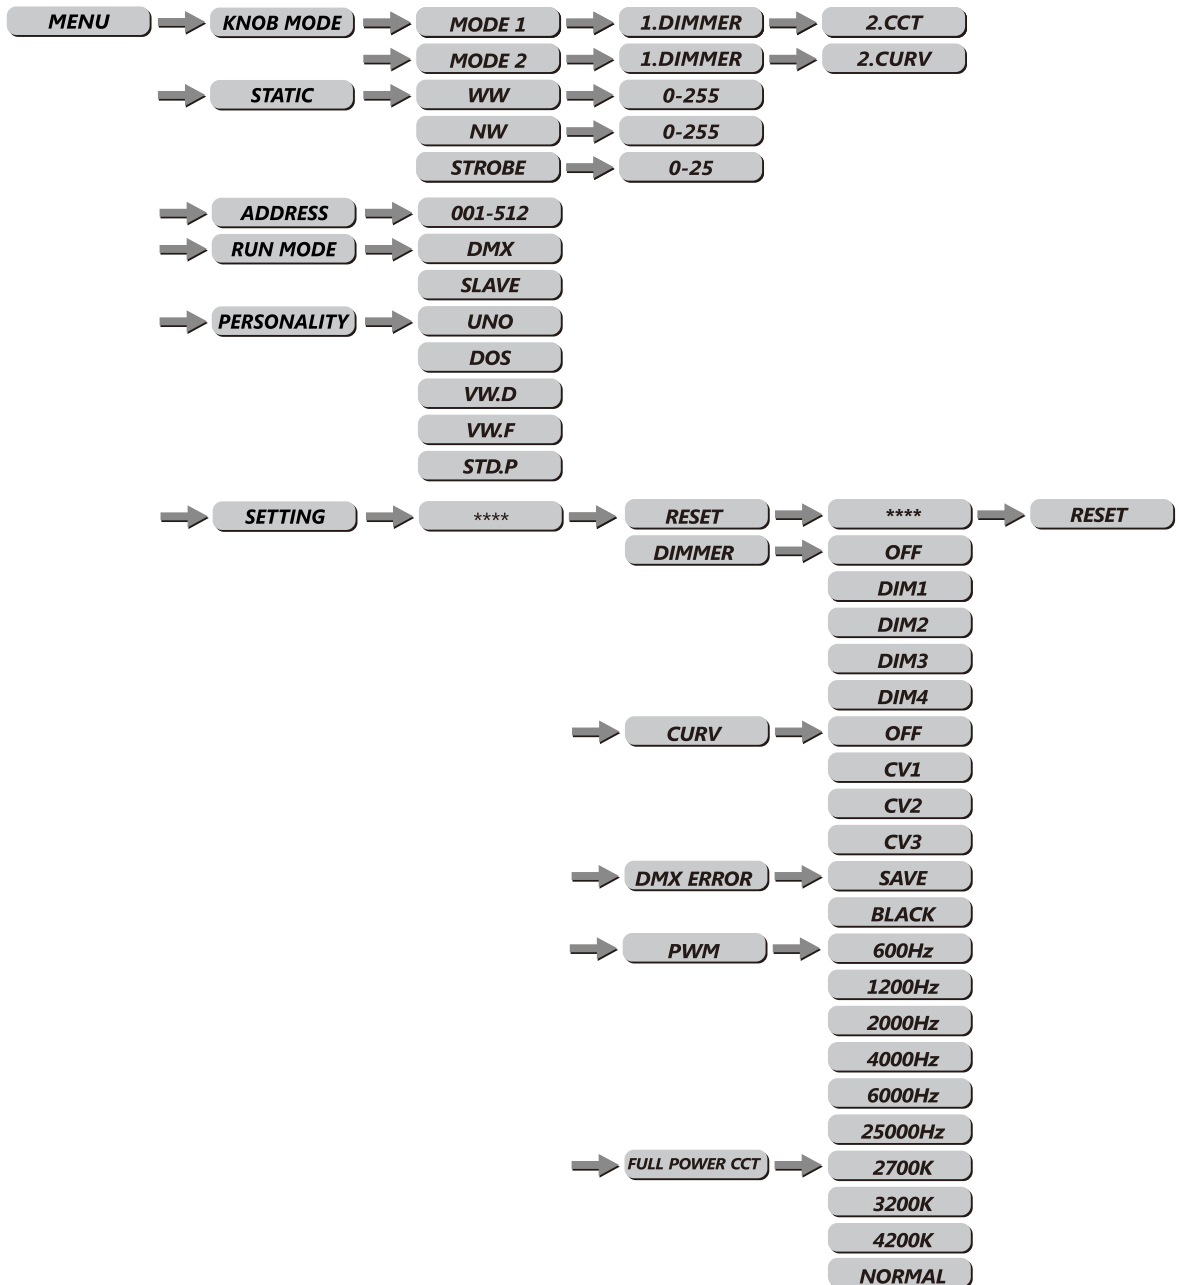 MENU KNOB MODE MODE 1 1.DIMMER 2.CCT
MODE 2 1.DIMMER 2.CURV
STATIC WW 0-255
NW 0-255
STROBE 0-25
ADDRESS 001-512
RUN MODE DMX
SLAVE
PERSONALITY UNO
DOS
VW.D
VW.F
STD.P
SETTING **** RESET **** RESET
DIMMER OFF
DIM1
DIM2
DIM3
DIM4
CURV OFF
CV1
CV2
CV3
DMX ERROR SAVE
BLACK
PWM 600Hz
1200Hz
2000Hz
4000Hz
6000Hz
25000Hz
FULL POWER CCT 2700K
3200K
4200K
NORMAL